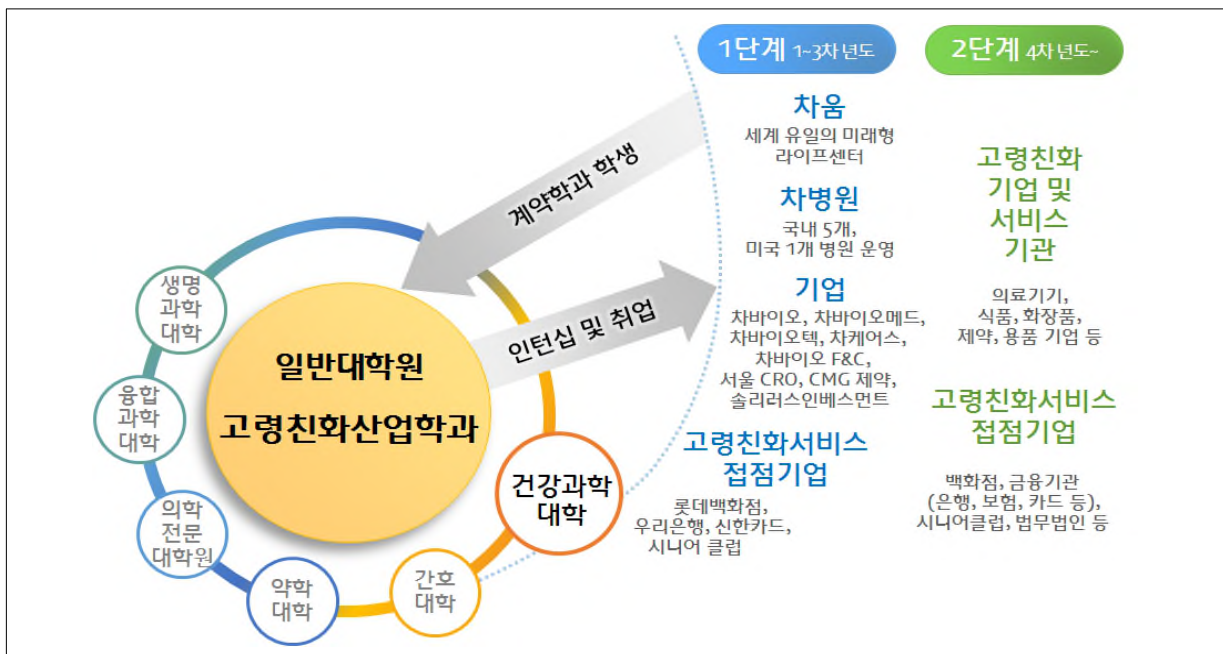 생명
과학
대학
융합
과학
대학
의학
전문
대학원
약학
대학
간호
대학
건강과학
대학
일반대학원
고령친화산업학과
계약학과 학생
인턴십 및 취업
1단계 1~3차 년도
차움
세계 유일의 미래형
라이프센터
차병원
국내 5개,
미국 1개 병원 운영
기업
차바이오, 차바이오메드,
차바이오텍, 차케어스,
차바이오 F&C,
서울 CRO, CMG 제약,
솔리러스인베스먼트
고령친화서비스
접점기업
롯데백화점,
우리은행, 신한카드,
시니어 클럽
2단계 4차 년도~
고령친화
기업 및
서비스
기관
의료기기,
식품, 화장품,
제약, 용품 기업 등
고령친화서비스
접점기업
백화점, 금융기관
(은행, 보험, 카드 등),
시니어클럽, 법무법인 등